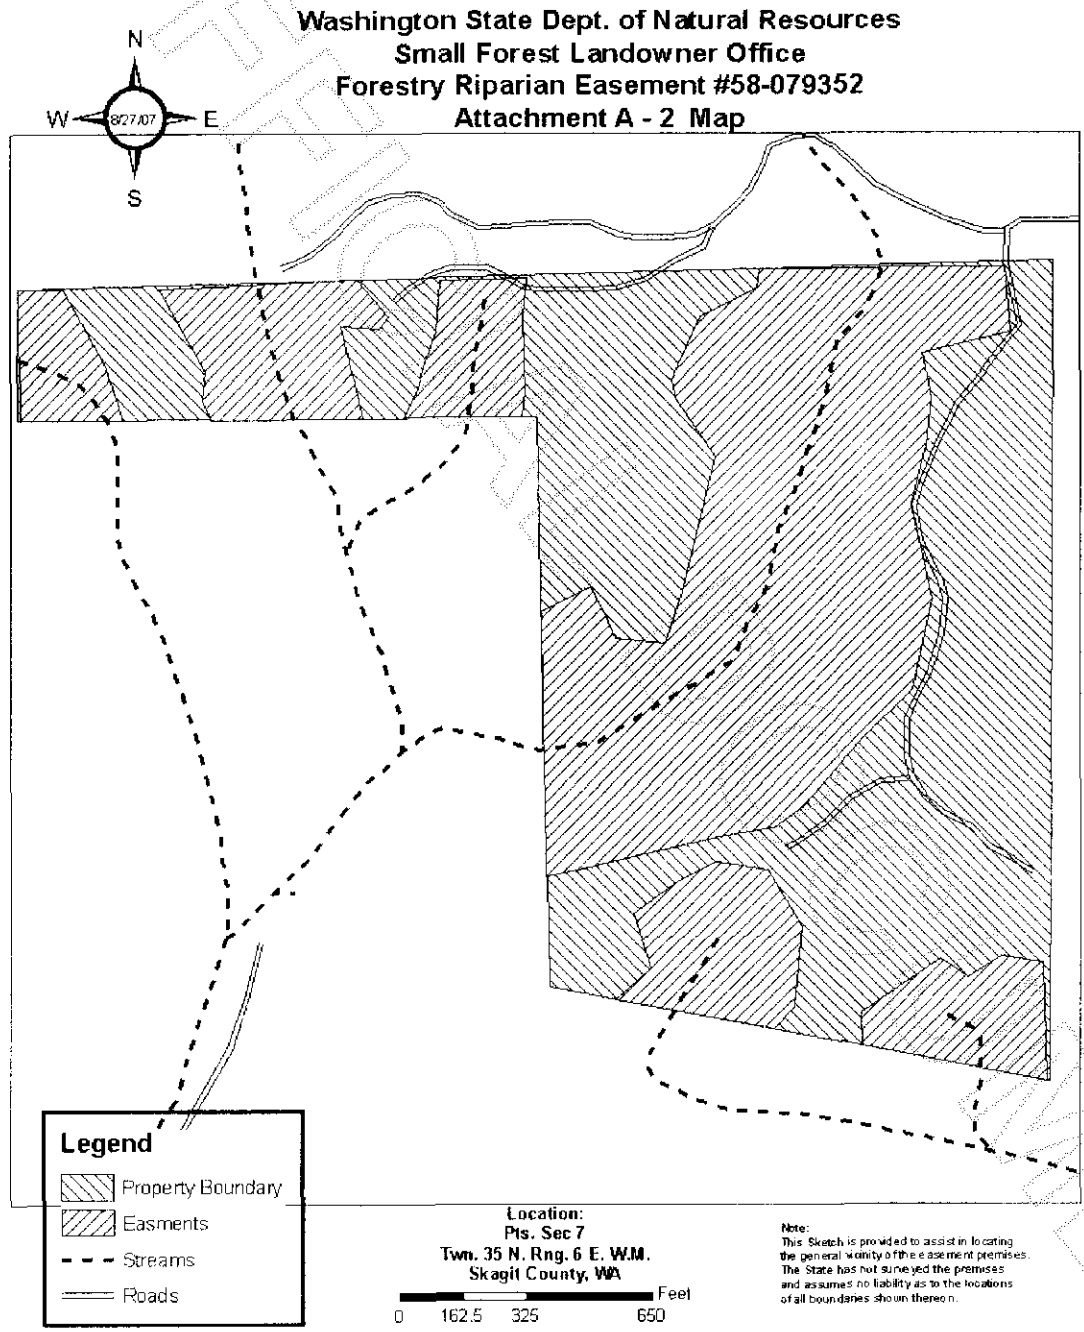 Washington State Dept. of Natural Resources
Small Forest Landowner Office
Forestry Riparian Easement #58-079352
Attachment A - 2 Map
N
W 8/27/07 E
S
Legend
Property Boundary
Easments
Streams
Roads
Location:
Pts. Sec 7
Twn. 35 N. Rng. 6 E. W.M.
Skagit County, WA
Feet
0 162.5 325 650
Note:
This Sketch is provided to assist in locating
the general vicinity of the easement premises.
The State has not surveyed the premises
and assumes no liability as to the locations
of all boundaries shown thereon.